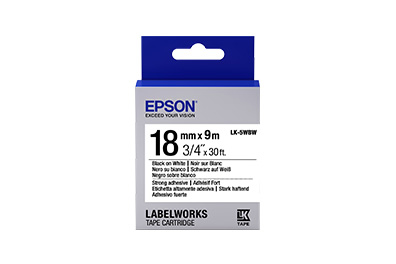 EPSON
EXCEED YOUR VISION
18 mm x 9m
LK-5WBW
3/4" x 30ft.
Black on White | Noir sur Blanc
Nero su bianco | Schwarz auf Weiß
Negro sobre blanco
Strong adhesive | Adhésif Fort
Etichetta altamente adesiva | Stark haftend
Adhesivo fuerte
LABELWORKS
TAPE CARTRIDGE
LK
TAPE